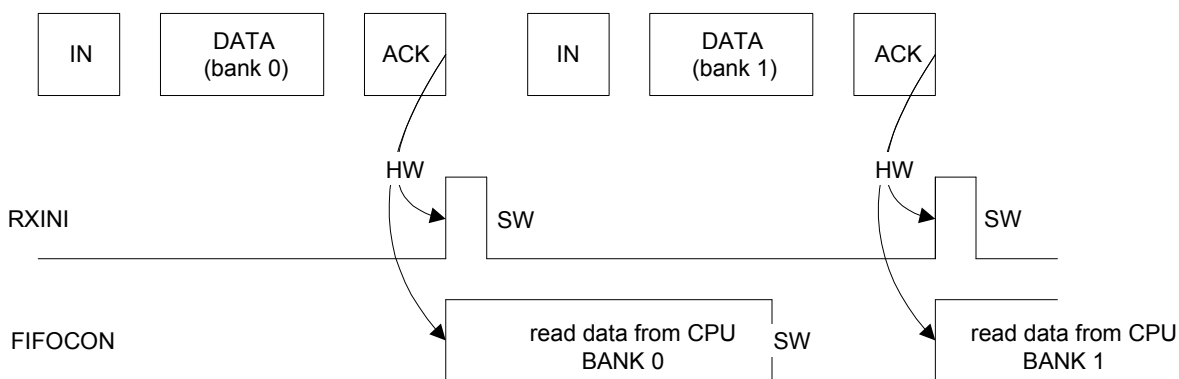 IN
DATA
(bank 0)
ACK
IN
DATA
(bank 1)
ACK
HW
HW
RXINI
SW
SW
FIFOCON
read data from CPU
BANK 0
SW
read data from CPU
BANK 1